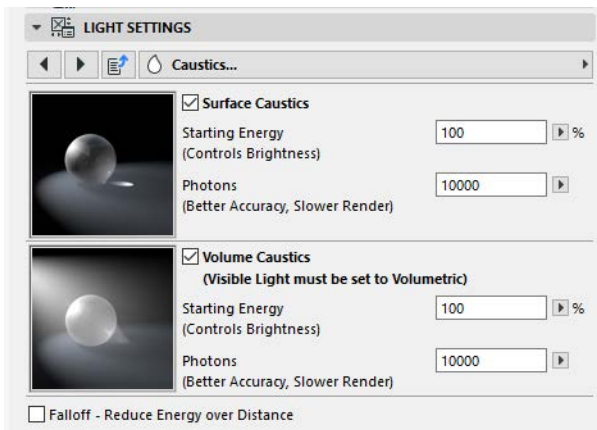 LIGHT SETTINGS
Caustics...
Surface Caustics
Starting Energy 100 %
(Controls Brightness)
Photons 10000
(Better Accuracy, Slower Render)
Volume Caustics
(Visible Light must be set to Volumetric)
Starting Energy 100 %
(Controls Brightness)
Photons 10000
(Better Accuracy, Slower Render)
Falloff - Reduce Energy over Distance